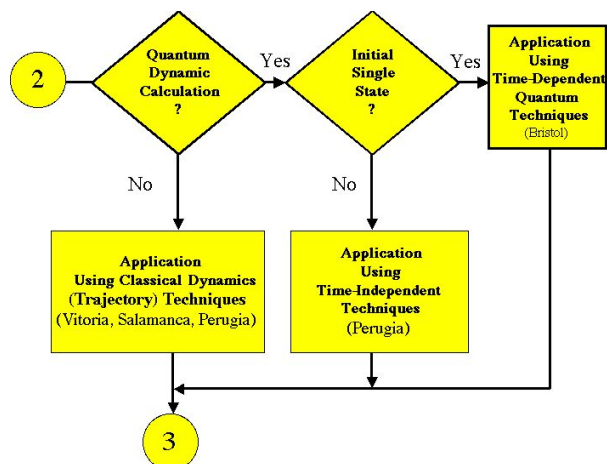 2
Quantum
Dynamic
Calculation
?
Yes
Initial
Single
State
?
Yes
Application
Using
Time-Dependent
Quantum
Techniques
(Bristol)
No
No
Application
Using Classical Dynamics
(Trajectory) Techniques
(Vitoria, Salamanca, Perugia)
Application
Using
Time-Independent
Techniques
(Perugia)
3